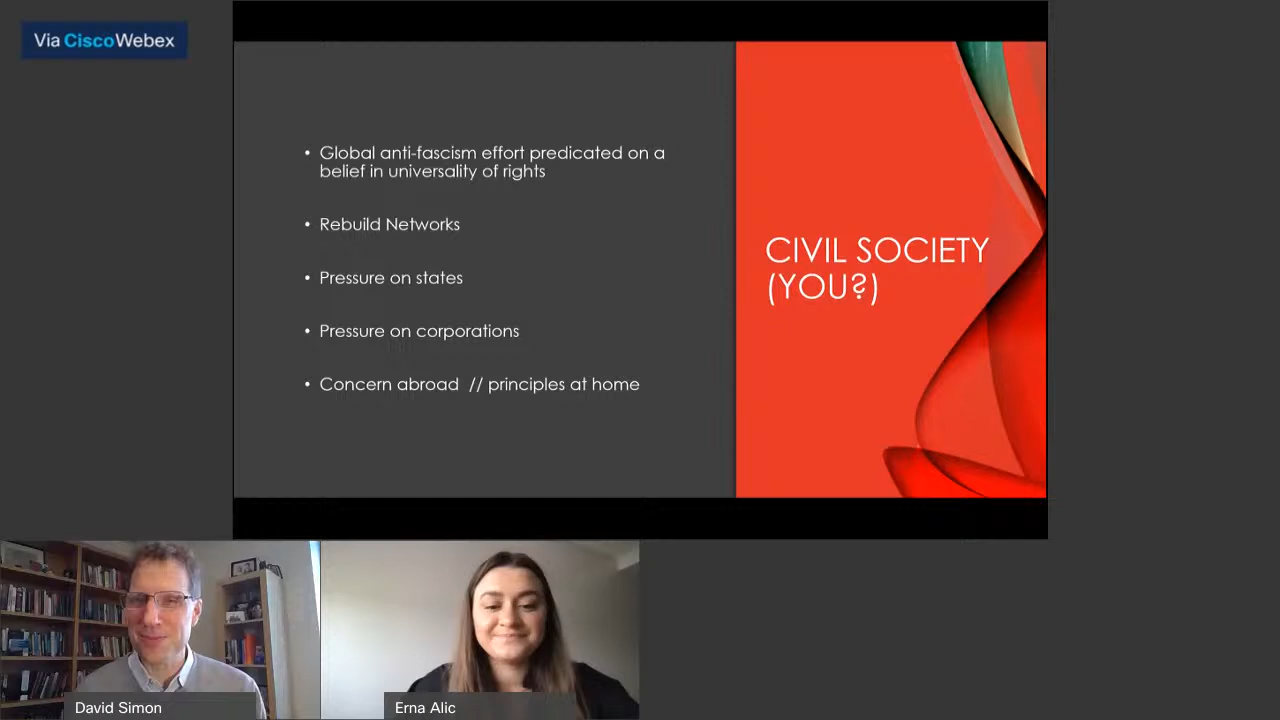 Via CiscoWebex
• Global anti-fascism effort predicated on a
belief in universality of rights
• Rebuild Networks
• Pressure on states
• Pressure on corporations
• Concern abroad // principles at home
CIVIL SOCIETY
(YOU?)
David Simon
Erna Alic